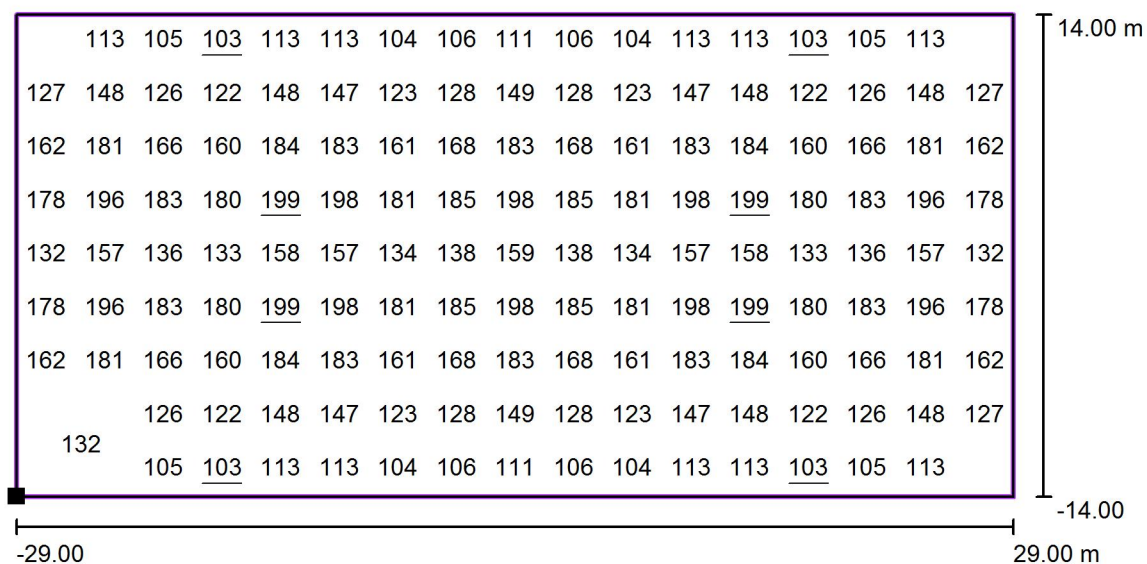 113 105 103 113 113 104 106 111 106 104 113 113 103 105 113 14.00 m
127 148 126 122 148 147 123 128 149 128 123 147 148 122 126 148 127
162 181 166 160 184 183 161 168 183 168 161 183 184 160 166 181 162
178 196 183 180 199 198 181 185 198 185 181 198 199 180 183 196 178
132 157 136 133 158 157 134 138 159 138 134 157 158 133 136 157 132
178 196 183 180 199 198 181 185 198 185 181 198 199 180 183 196 178
162 181 166 160 184 183 161 168 183 168 161 183 184 160 166 181 162
126 122 148 147 123 128 149 128 123 147 148 122 126 148 127
132
105 103 113 113 104 106 111 106 104 113 113 103 105 113
-14.00
-29.00 29.00 m